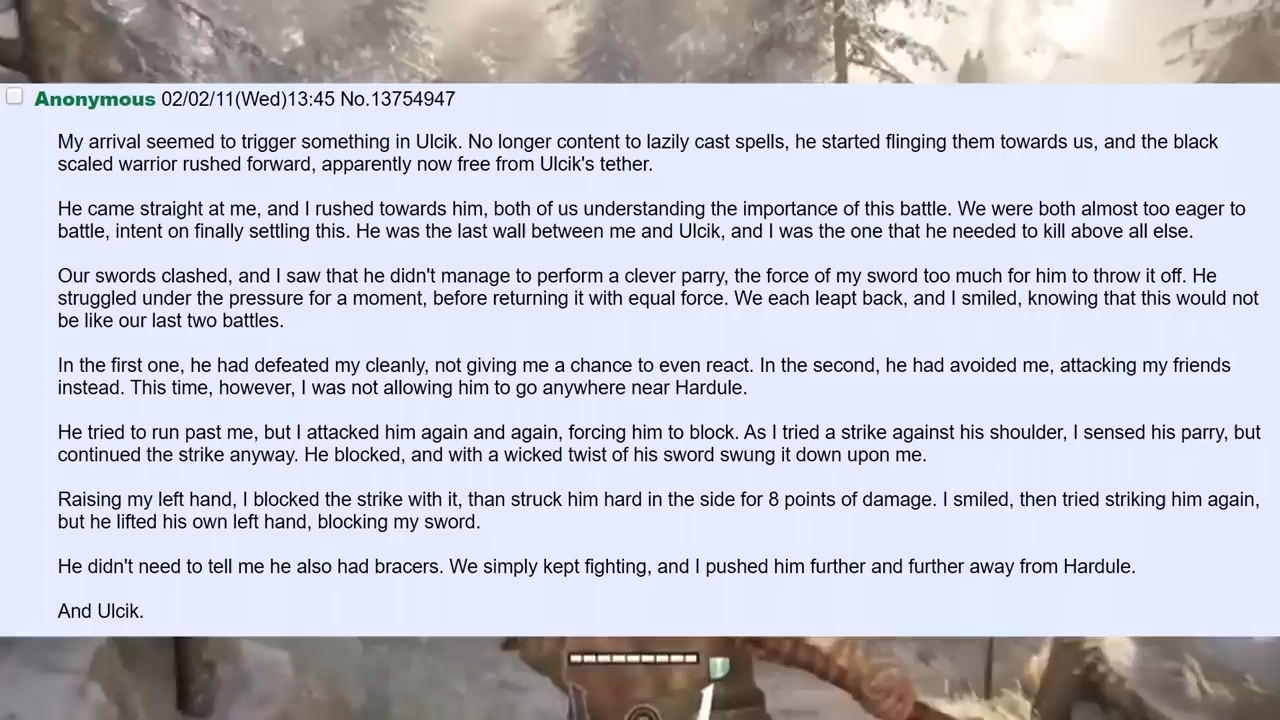 Anonymous 02/02/11(Wed)13:45 No.13754947
My arrival seemed to trigger something in Ulcik. No longer content to lazily cast spells, he started flinging them towards us, and the black
scaled warrior rushed forward, apparently now free from Ulcik's tether.
He came straight at me, and I rushed towards him, both of us understanding the importance of this battle. We were both almost too eager to
battle, intent on finally settling this. He was the last wall between me and Ulcik, and I was the one that he needed to kill above all else.
Our swords clashed, and I saw that he didn't manage to perform a clever parry, the force of my sword too much for him to throw it off. He
struggled under the pressure for a moment, before returning it with equal force. We each leapt back, and I smiled, knowing that this would not
be like our last two battles.
In the first one, he had defeated my cleanly, not giving me a chance to even react. In the second, he had avoided me, attacking my friends
instead. This time, however, I was not allowing him to go anywhere near Hardule.
He tried to run past me, but I attacked him again and again, forcing him to block. As I tried a strike against his shoulder, I sensed his parry, but
continued the strike anyway. He blocked, and with a wicked twist of his sword swung it down upon me.
Raising my left hand, I blocked the strike with it, than struck him hard in the side for 8 points of damage. I smiled, then tried striking him again,
but he lifted his own left hand, blocking my sword.
He didn't need to tell me he also had bracers. We simply kept fighting, and I pushed him further and further away from Hardule.
And Ulcik.